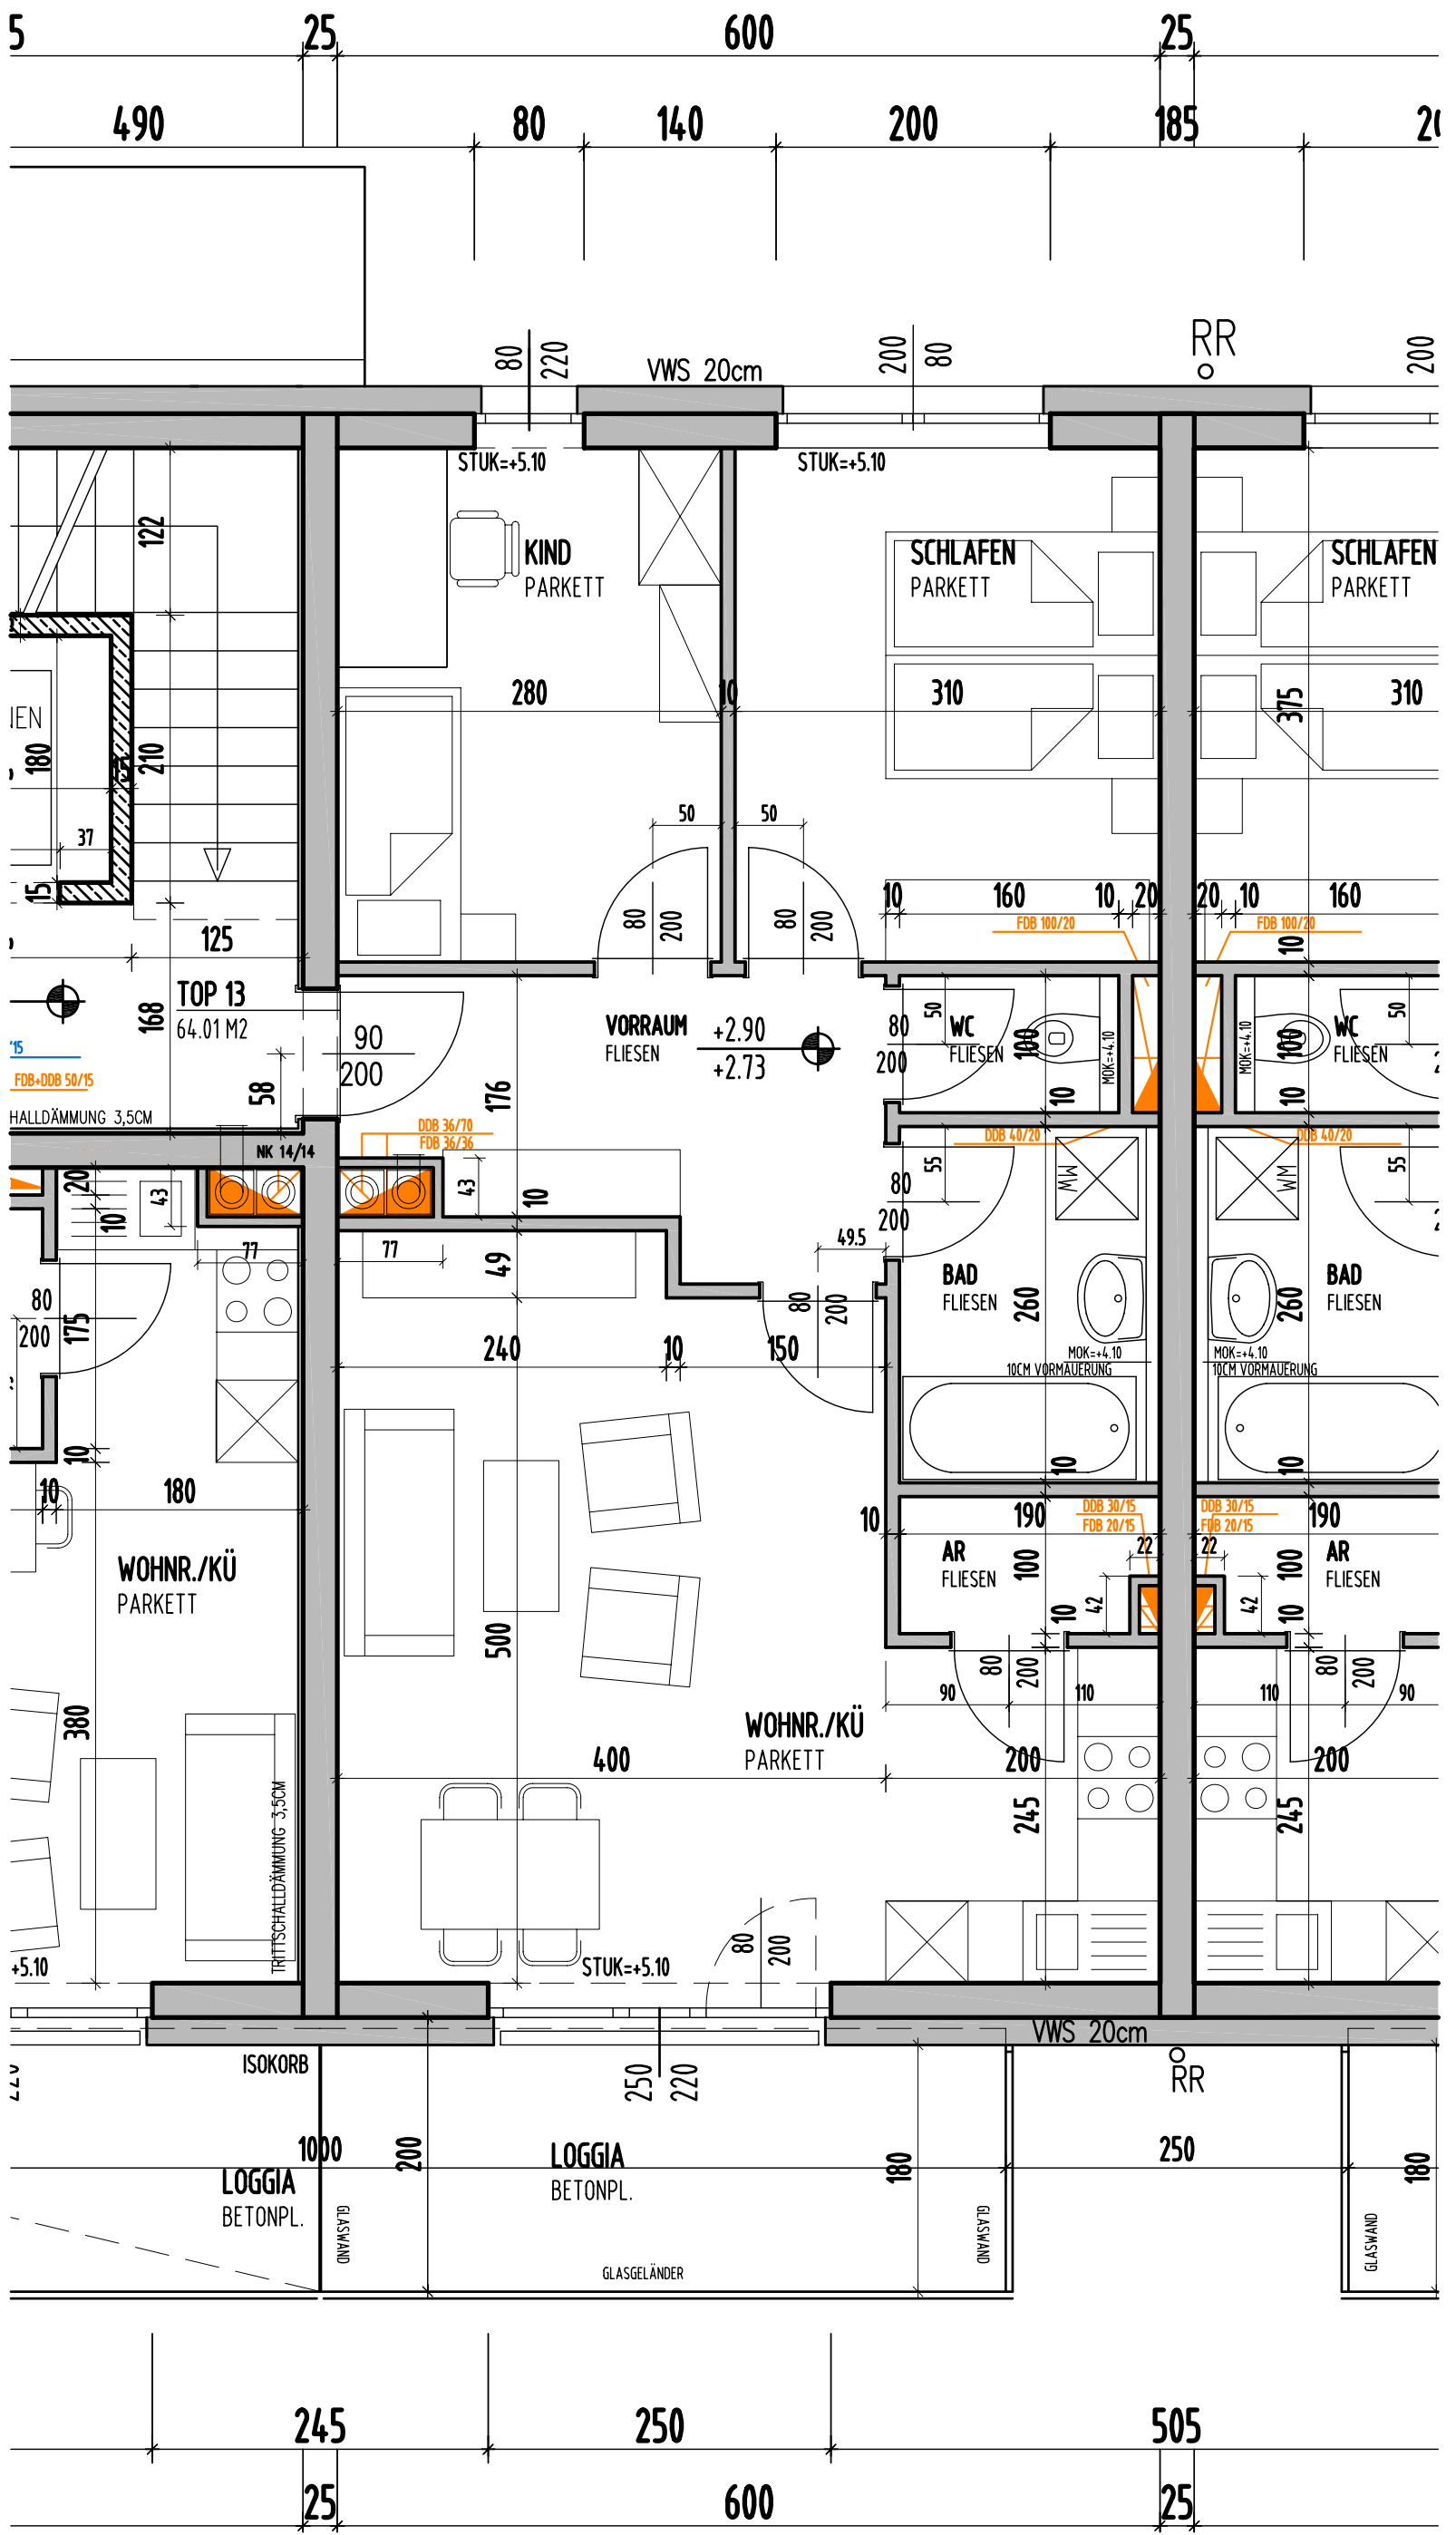 5
25
600
25
490
80
140
200
185
80
220
VWS 20cm
200
80
RR
200
STUK=+5.10
STUK=+5.10
122
KIND
PARKETT
SCHLAFEN
PARKETT
SCHLAFEN
PARKETT
280
10
310
375
310
180
210
37
15
50
50
80
200
80
200
10
160
10
20
20
10
160
FDB 100/20
FDB 100/20
10
125
168
TOP 13
64.01 M2
90
200
58
VORRAUM
FLIESEN
+2.90
+2.73
80
200
50
WC
FLIESEN
100
MOK=+4.10
MOK=+4.10
100
WC
FLIESEN
50
10
10
FDB+DDB 50/15
HALLDÄMMUNG 3,5CM
NK 14/14
DDB 36/70
FDB 36/36
176
DDB 40/20
DDB 40/20
20
10
43
77
77
43
10
49
80
200
55
WM
WM
55
49.5
80
200
BAD
FLIESEN
260
260
BAD
FLIESEN
80
200
175
240
10
150
MOK=+4.10
10CM VORMAUERUNG
MOK=+4.10
10CM VORMAUERUNG
10
10
180
10
10
10
190
DDB 30/15
FDB 20/15
DDB 30/15
FDB 20/15
190
WOHNR./KÜ
PARKETT
AR
FLIESEN
100
22
22
100
AR
FLIESEN
10
42
42
10
500
80
200
80
200
90
110
110
90
380
WOHNR./KÜ
PARKETT
400
200
200
245
245
TRITTSCHALLDÄMMUNG 3,5CM
+5.10
STUK=+5.10
80
200
VWS 20cm
ISOKORB
250
220
220
RR
1000
200
LOGGIA
BETONPL.
LOGGIA
BETONPL.
180
250
180
GLASWAND
GLASWAND
GLASWAND
GLASGELÄNDER
245
250
505
25
600
25